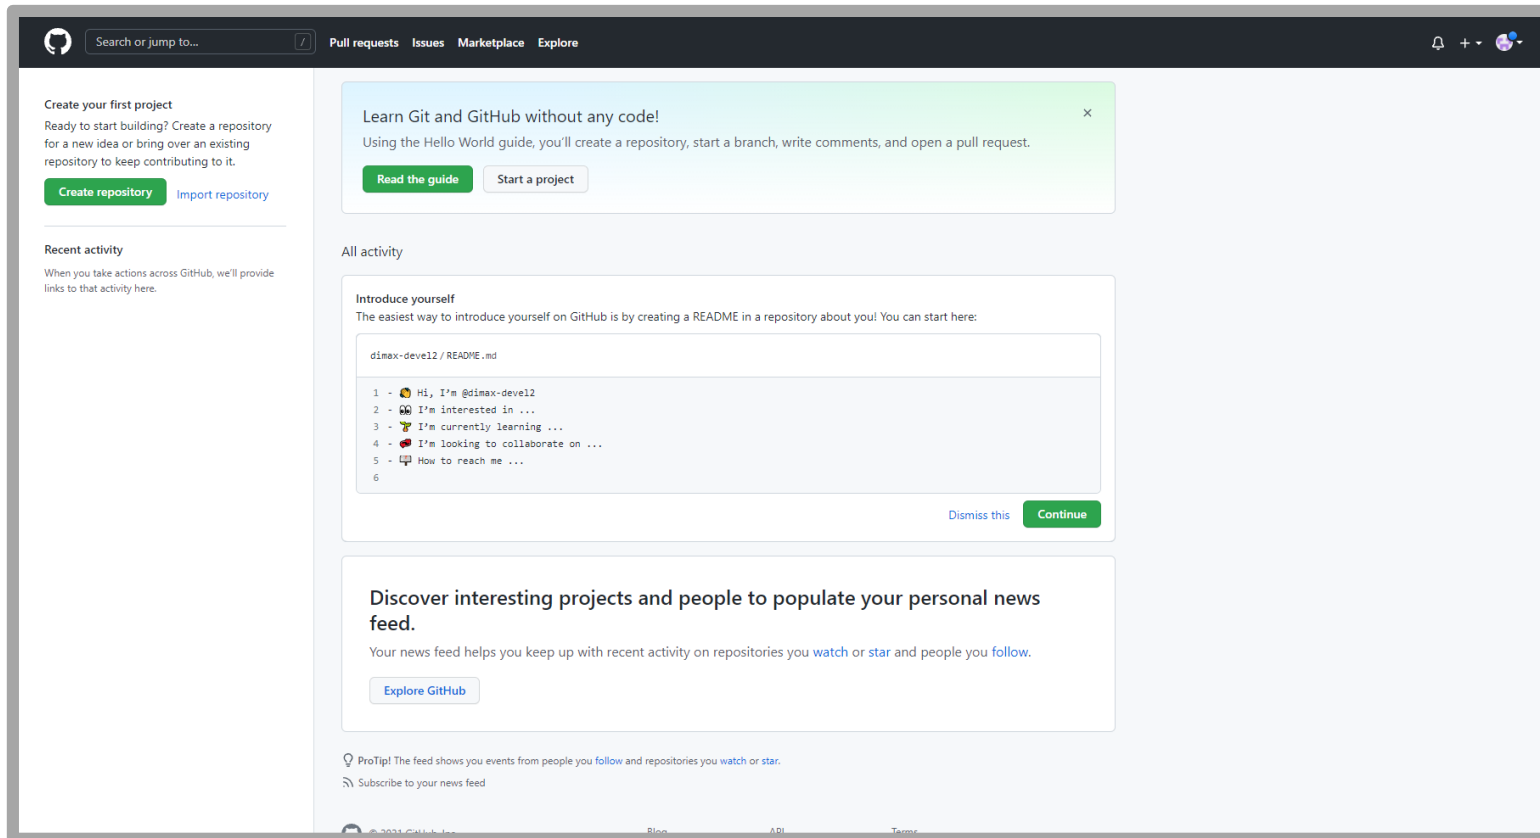 Search or jump to...
/
Pull requests Issues Marketplace Explore
Create your first project
Ready to start building? Create a repository
for a new idea or bring over an existing
repository to keep contributing to it.
Create repository Import repository
Recent activity
When you take actions across GitHub, we'll provide
links to that activity here.
Learn Git and GitHub without any code!
Using the Hello World guide, you'll create a repository, start a branch, write comments, and open a pull request.
Read the guide Start a project
All activity
Introduce yourself
The easiest way to introduce yourself on GitHub is by creating a README in a repository about you! You can start here:
dimax-devel2 / README.md
1 - 👋 Hi, I'm @dimax-devel2
2 - 👀 I'm interested in ...
3 - 🌱 I'm currently learning ...
4 - 💞️ I'm looking to collaborate on ...
5 - 📫 How to reach me ...
6
Dismiss this Continue
Discover interesting projects and people to populate your personal news
feed.
Your news feed helps you keep up with recent activity on repositories you watch or star and people you follow.
Explore GitHub
ProTip! The feed shows you events from people you follow and repositories you watch or star.
Subscribe to your news feed
© 2021 GitHub, Inc. Blog API Terms